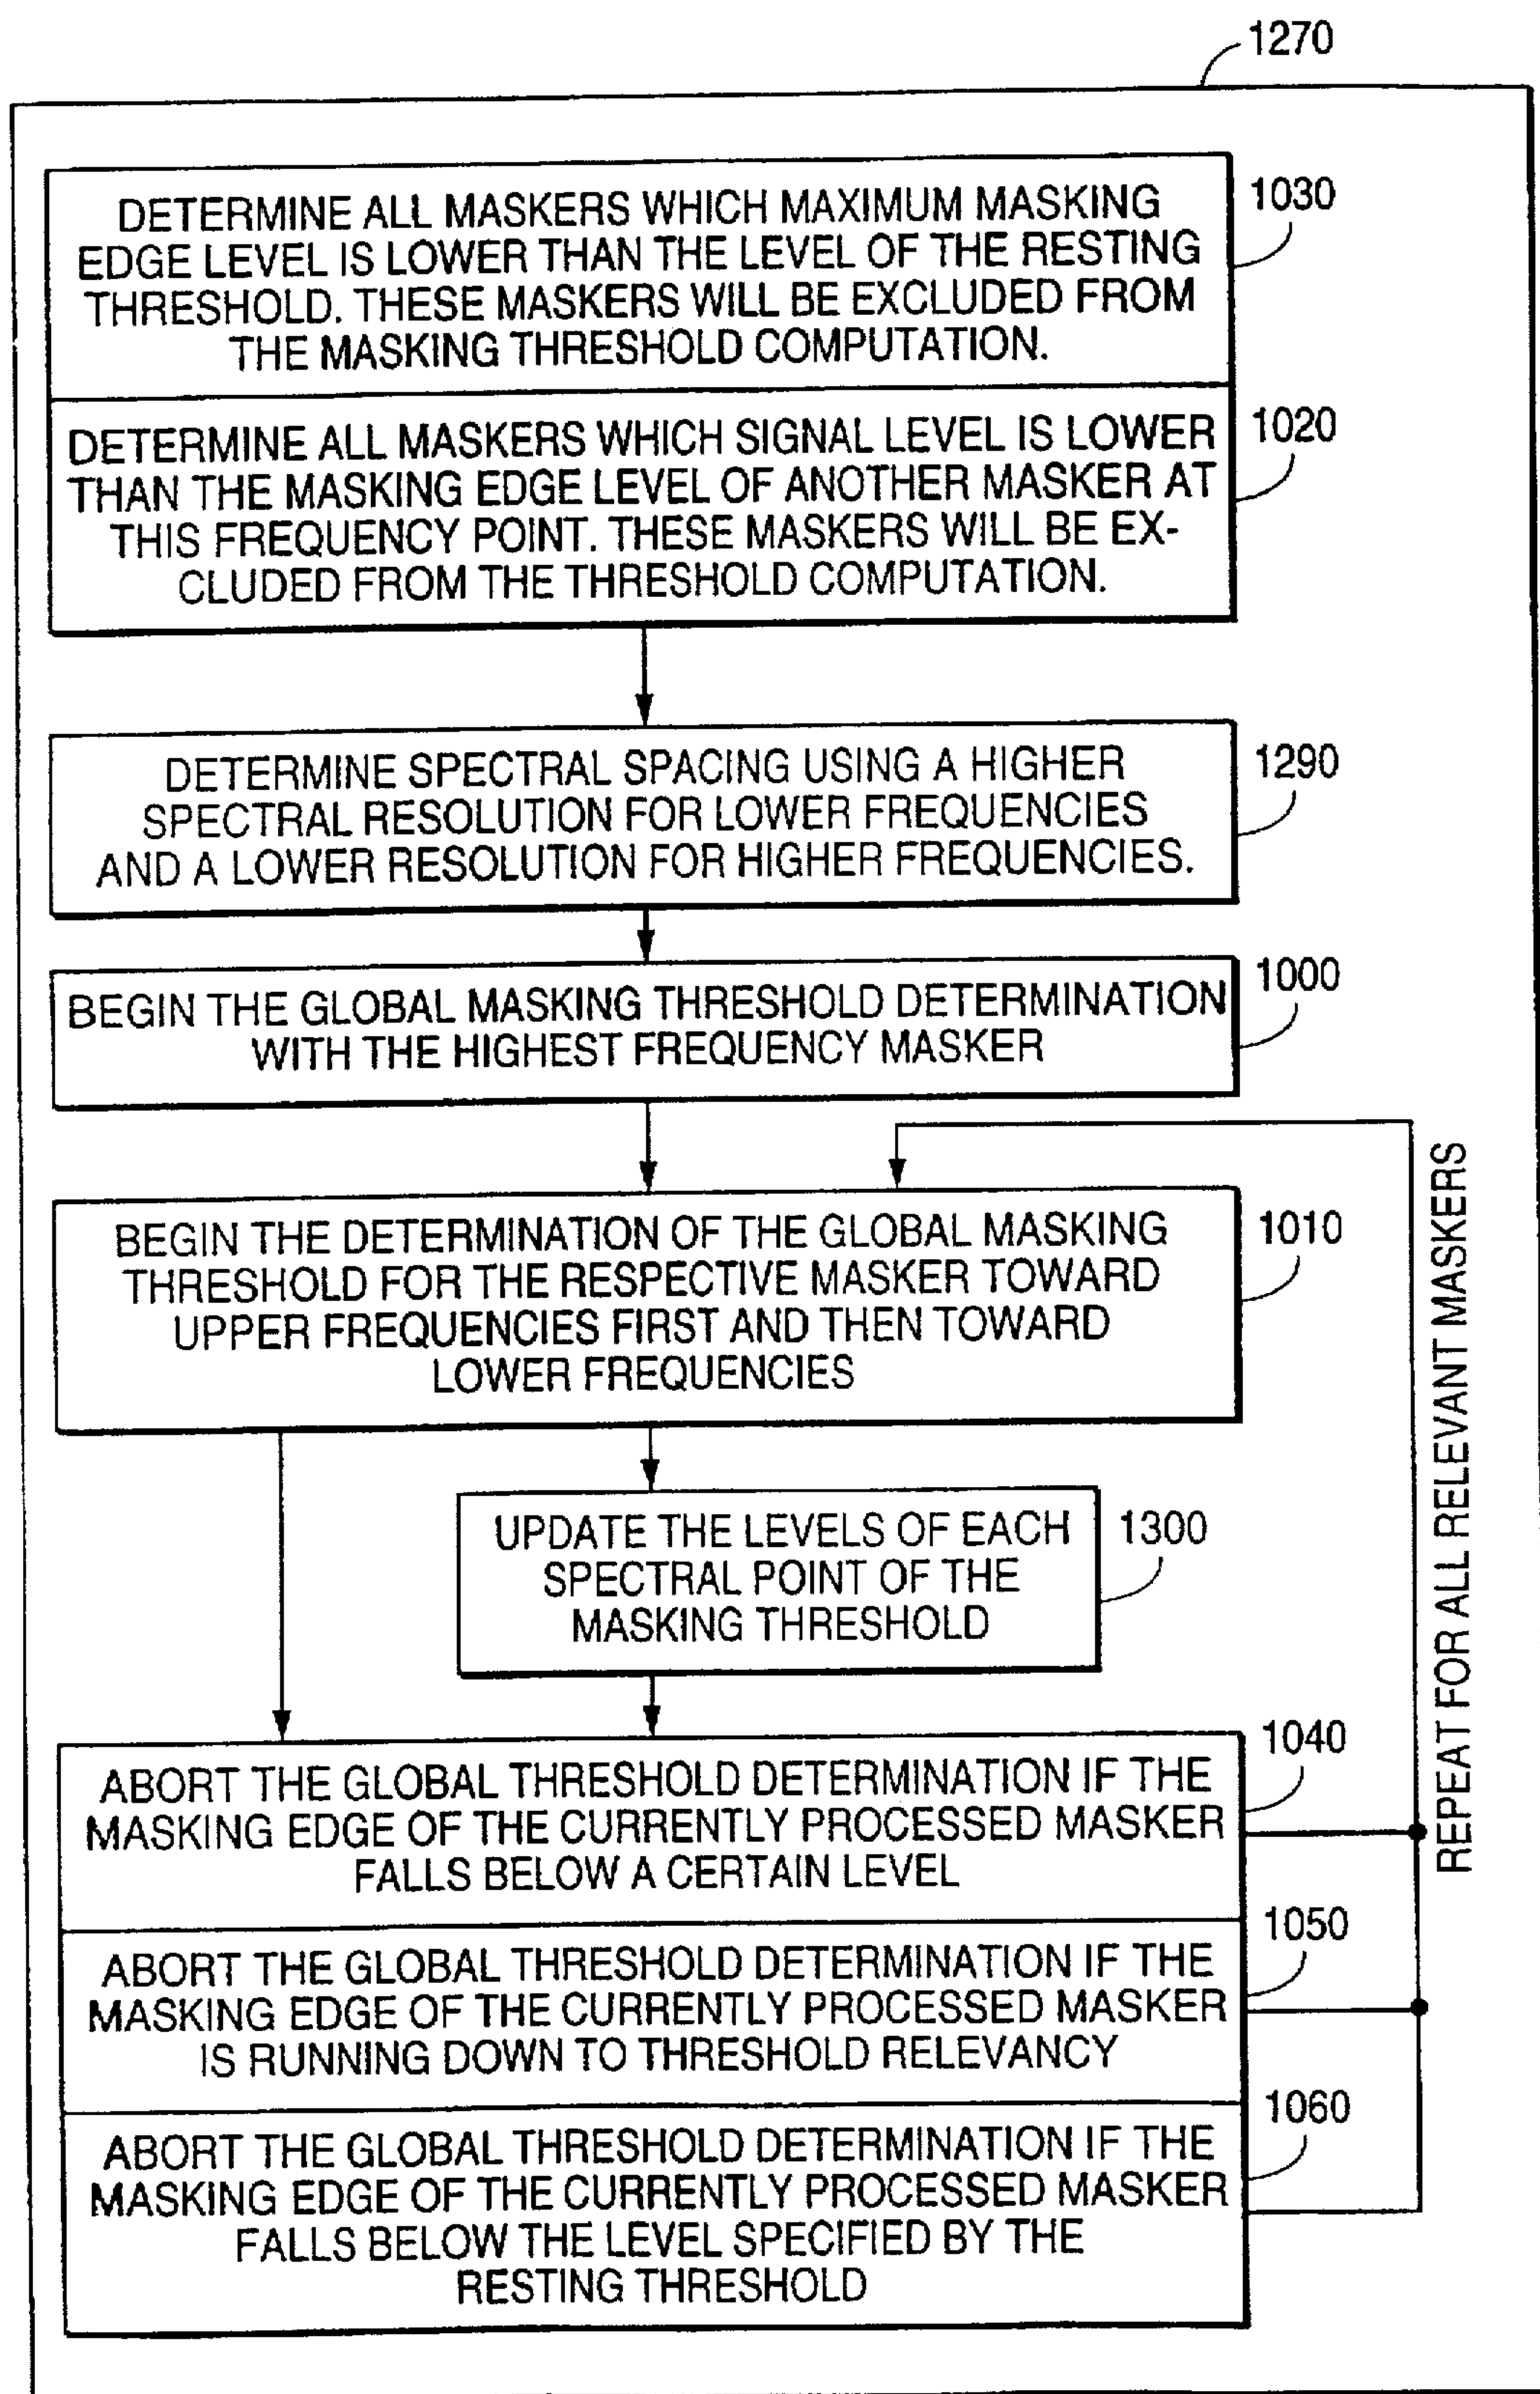 1270
DETERMINE ALL MASKERS WHICH MAXIMUM MASKING
EDGE LEVEL IS LOWER THAN THE LEVEL OF THE RESTING
THRESHOLD. THESE MASKERS WILL BE EXCLUDED FROM
THE MASKING THRESHOLD COMPUTATION.
1030
DETERMINE ALL MASKERS WHICH SIGNAL LEVEL IS LOWER
THAN THE MASKING EDGE LEVEL OF ANOTHER MASKER AT
THIS FREQUENCY POINT. THESE MASKERS WILL BE EX-
CLUDED FROM THE THRESHOLD COMPUTATION.
1020
DETERMINE SPECTRAL SPACING USING A HIGHER
SPECTRAL RESOLUTION FOR LOWER FREQUENCIES
AND A LOWER RESOLUTION FOR HIGHER FREQUENCIES.
1290
BEGIN THE GLOBAL MASKING THRESHOLD DETERMINATION
WITH THE HIGHEST FREQUENCY MASKER
1000
BEGIN THE DETERMINATION OF THE GLOBAL MASKING
THRESHOLD FOR THE RESPECTIVE MASKER TOWARD
UPPER FREQUENCIES FIRST AND THEN TOWARD
LOWER FREQUENCIES
1010
UPDATE THE LEVELS OF EACH
SPECTRAL POINT OF THE
MASKING THRESHOLD
1300
REPEAT FOR ALL RELEVANT MASKERS
ABORT THE GLOBAL THRESHOLD DETERMINATION IF THE
MASKING EDGE OF THE CURRENTLY PROCESSED MASKER
FALLS BELOW A CERTAIN LEVEL
1040
ABORT THE GLOBAL THRESHOLD DETERMINATION IF THE
MASKING EDGE OF THE CURRENTLY PROCESSED MASKER
IS RUNNING DOWN TO THRESHOLD RELEVANCY
1050
ABORT THE GLOBAL THRESHOLD DETERMINATION IF THE
MASKING EDGE OF THE CURRENTLY PROCESSED MASKER
FALLS BELOW THE LEVEL SPECIFIED BY THE
RESTING THRESHOLD
1060